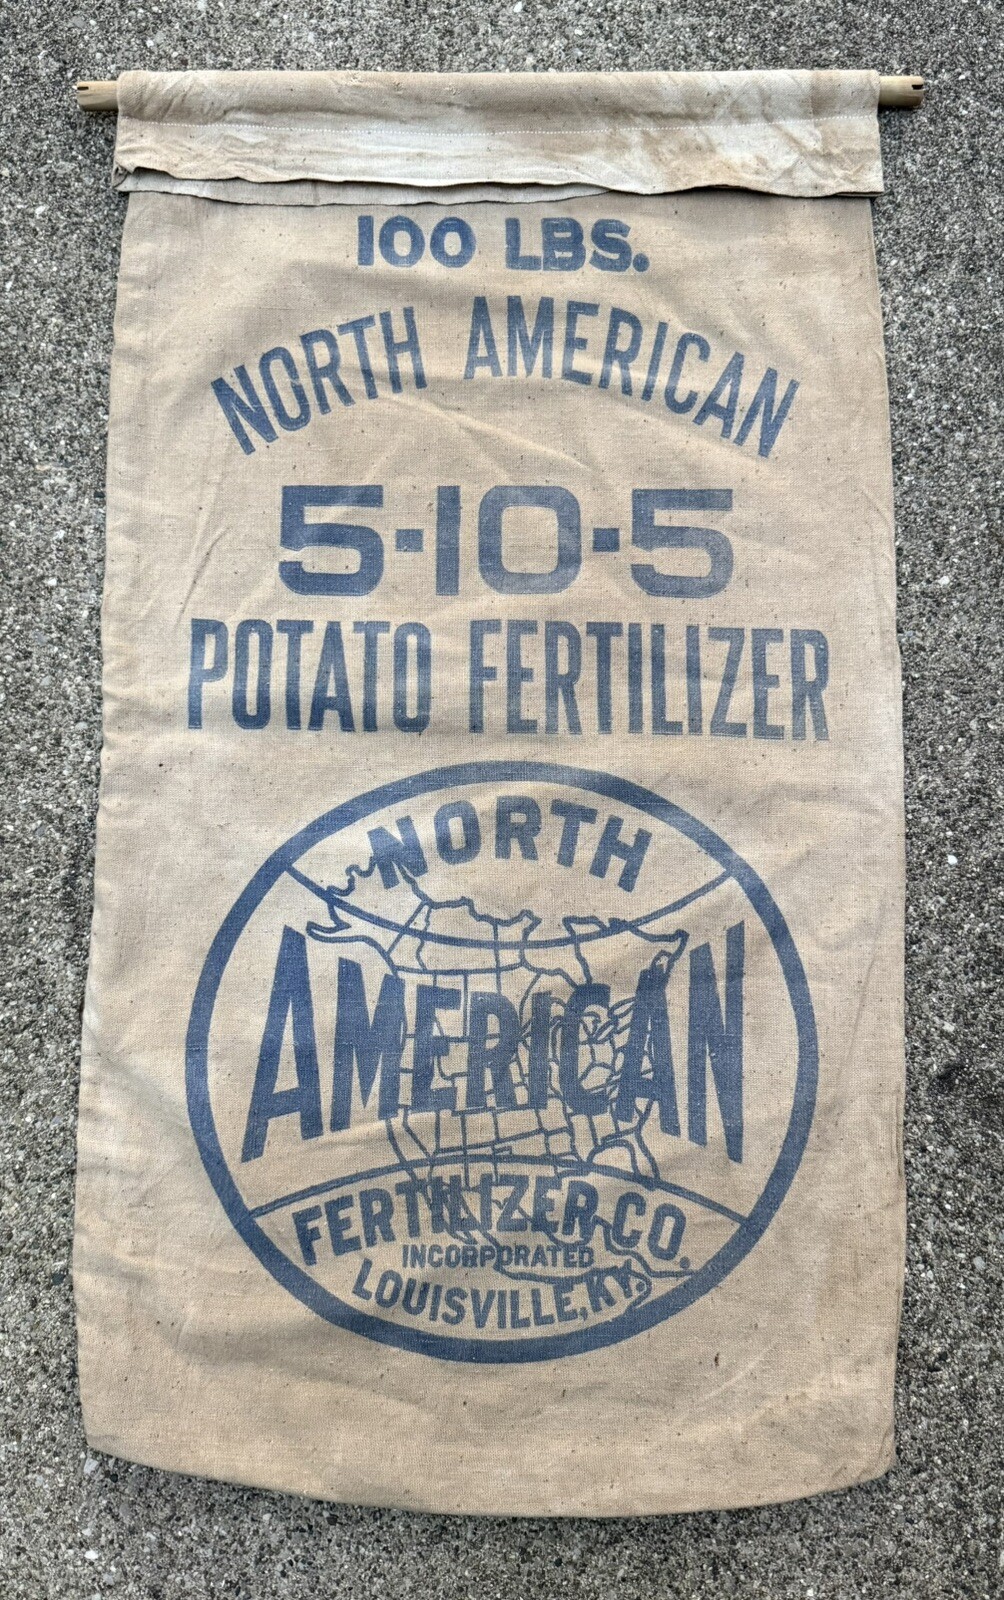 100 LBS.
NORTH AMERICAN
5-10-5
POTATO FERTILIZER
NORTH
AMERICAN
FERTILIZER CO.
INCORPORATED
LOUISVILLE, KY.